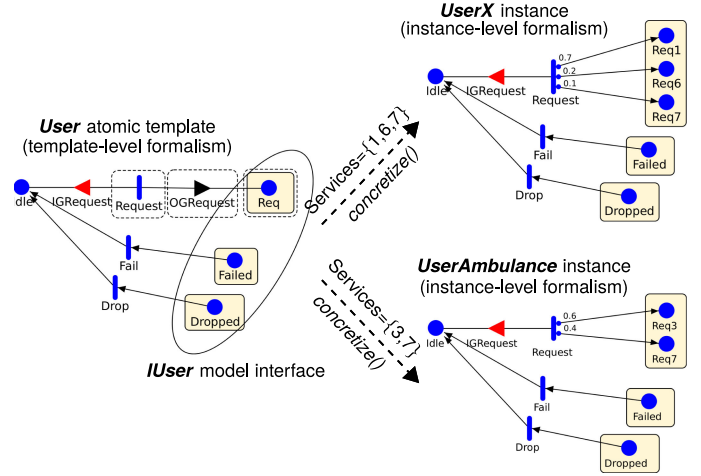 User atomic template
(template-level formalism)
dle
IGRequest
Request
OGRequest
Req
Fail
Failed
Drop
Dropped
IUser model interface
Services={1,6,7}
concretize()
Services={3,7}
concretize()
UserX instance
(instance-level formalism)
Idle
IGRequest
Request
0.7
0.2
0.1
Req1
Req6
Req7
Fail
Failed
Drop
Dropped
UserAmbulance instance
(instance-level formalism)
Idle
IGRequest
Request
0.6
0.4
Req3
Req7
Fail
Failed
Drop
Dropped